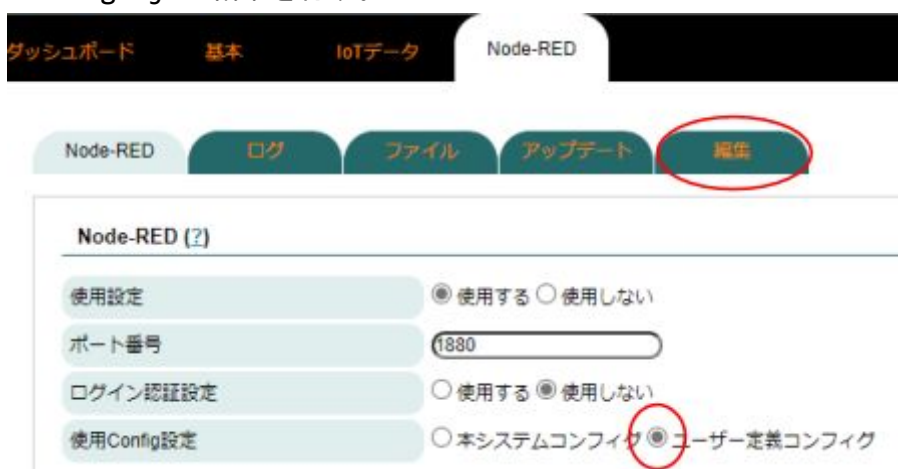 ダッシュボード 基本 IoTデータ Node-RED
Node-RED ログ ファイル アップデート 編集
Node-RED (?)
使用設定 使用する 使用しない
ポート番号 1880
ログイン認証設定 使用する 使用しない
使用Config設定 本システムコンフィグ ユーザー定義コンフィグ